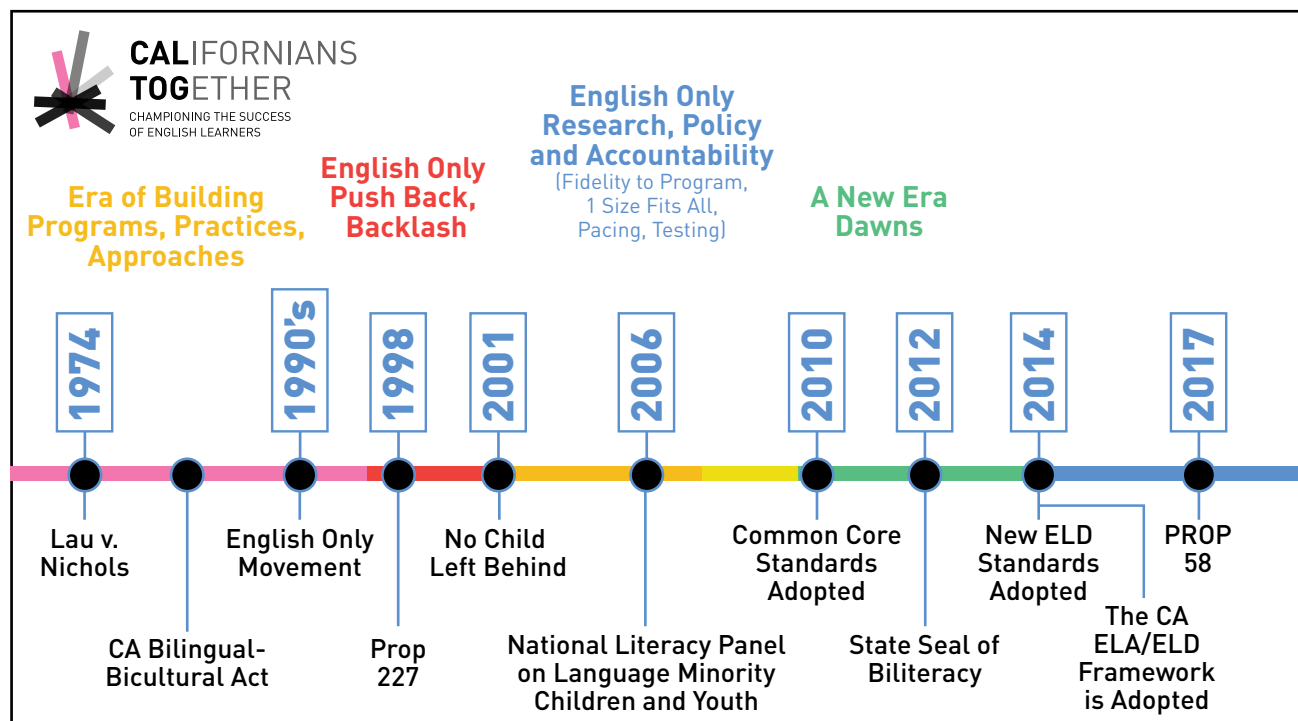 CALIFORNIANS
TOGETHER
CHAMPIONING THE SUCCESS
OF ENGLISH LEARNERS
Era of Building
Programs, Practices,
Approaches
English Only
Push Back,
Backlash
English Only
Research, Policy
and Accountability
(Fidelity to Program,
1 Size Fits All,
Pacing, Testing)
A New Era
Dawns
1974
1990's
1998
2001
2006
2010
2012
2014
2017
Lau v.
Nichols
CA Bilingual-
Bicultural Act
English Only
Movement
Prop
227
No Child
Left Behind
National Literacy Panel
on Language Minority
Children and Youth
Common Core
Standards
Adopted
State Seal of
Biliteracy
New ELD
Standards
Adopted
The CA
ELA/ELD
Framework
is Adopted
PROP
58